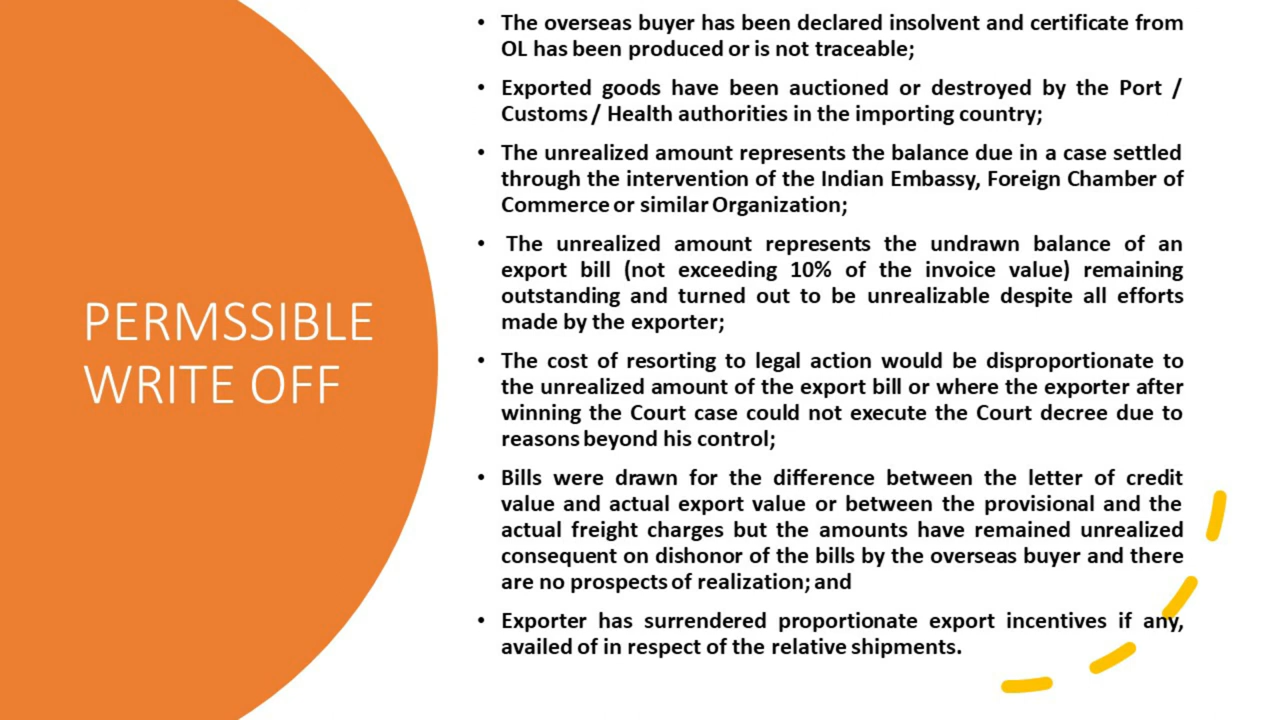 PERMSSIBLE
WRITE OFF
• The overseas buyer has been declared insolvent and certificate from
OL has been produced or is not traceable;
• Exported goods have been auctioned or destroyed by the Port /
Customs / Health authorities in the importing country;
• The unrealized amount represents the balance due in a case settled
through the intervention of the Indian Embassy, Foreign Chamber of
Commerce or similar Organization;
• The unrealized amount represents the undrawn balance of an
export bill (not exceeding 10% of the invoice value) remaining
outstanding and turned out to be unrealizable despite all efforts
made by the exporter;
• The cost of resorting to legal action would be disproportionate to
the unrealized amount of the export bill or where the exporter after
winning the Court case could not execute the Court decree due to
reasons beyond his control;
• Bills were drawn for the difference between the letter of credit
value and actual export value or between the provisional and the
actual freight charges but the amounts have remained unrealized
consequent on dishonor of the bills by the overseas buyer and there
are no prospects of realization; and
• Exporter has surrendered proportionate export incentives if any,
availed of in respect of the relative shipments.